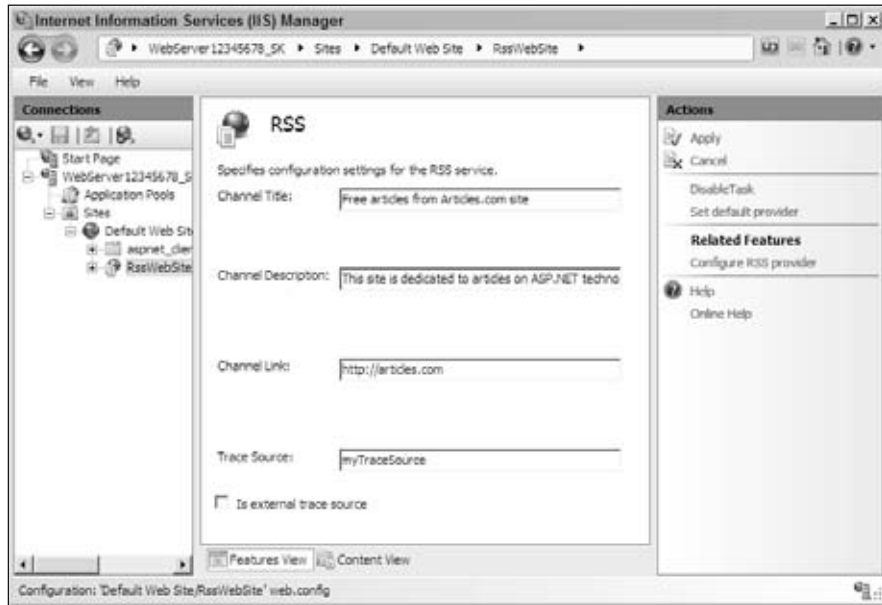 Internet Information Services (IIS) Manager
WebServer12345678_SK Sites Default Web Site RssWebSite
File View Help
Connections
Start Page
WebServer12345678_S
Application Pools
Sites
Default Web Sit
aspnet_clien
RssWebSite
RSS
Specifies configuration settings for the RSS service.
Channel Title: Free articles from Articles.com site
Channel Description: This site is dedicated to articles on ASP.NET techno
Channel Link: http://articles.com
Trace Source: myTraceSource
Is external trace source
Features View Content View
Actions
Apply
Cancel
DisableTask
Set default provider
Related Features
Configure RSS provider
Help
Online Help
Configuration: 'Default Web Site/RssWebSite' web.config